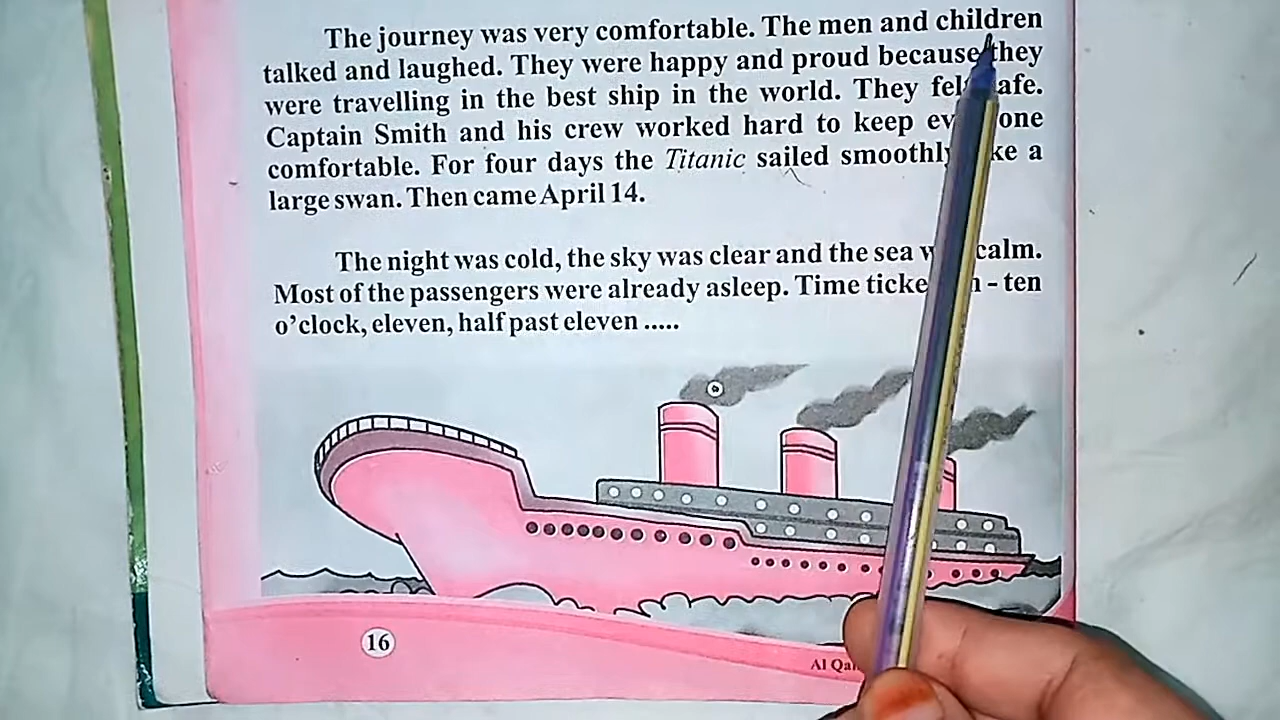 The journey was very comfortable. The men and children
talked and laughed. They were happy and proud because they
were travelling in the best ship in the world. They
Captain Smith and his crew worked hard to keep
comfortable. For four days the Titanic sailed smoothly a
large swan. Then came April 14.
The night was cold, the sky was clear and the sea calm.
Most of the passengers were already asleep. Time - ten
o'clock, eleven, half past eleven .....
16
Al